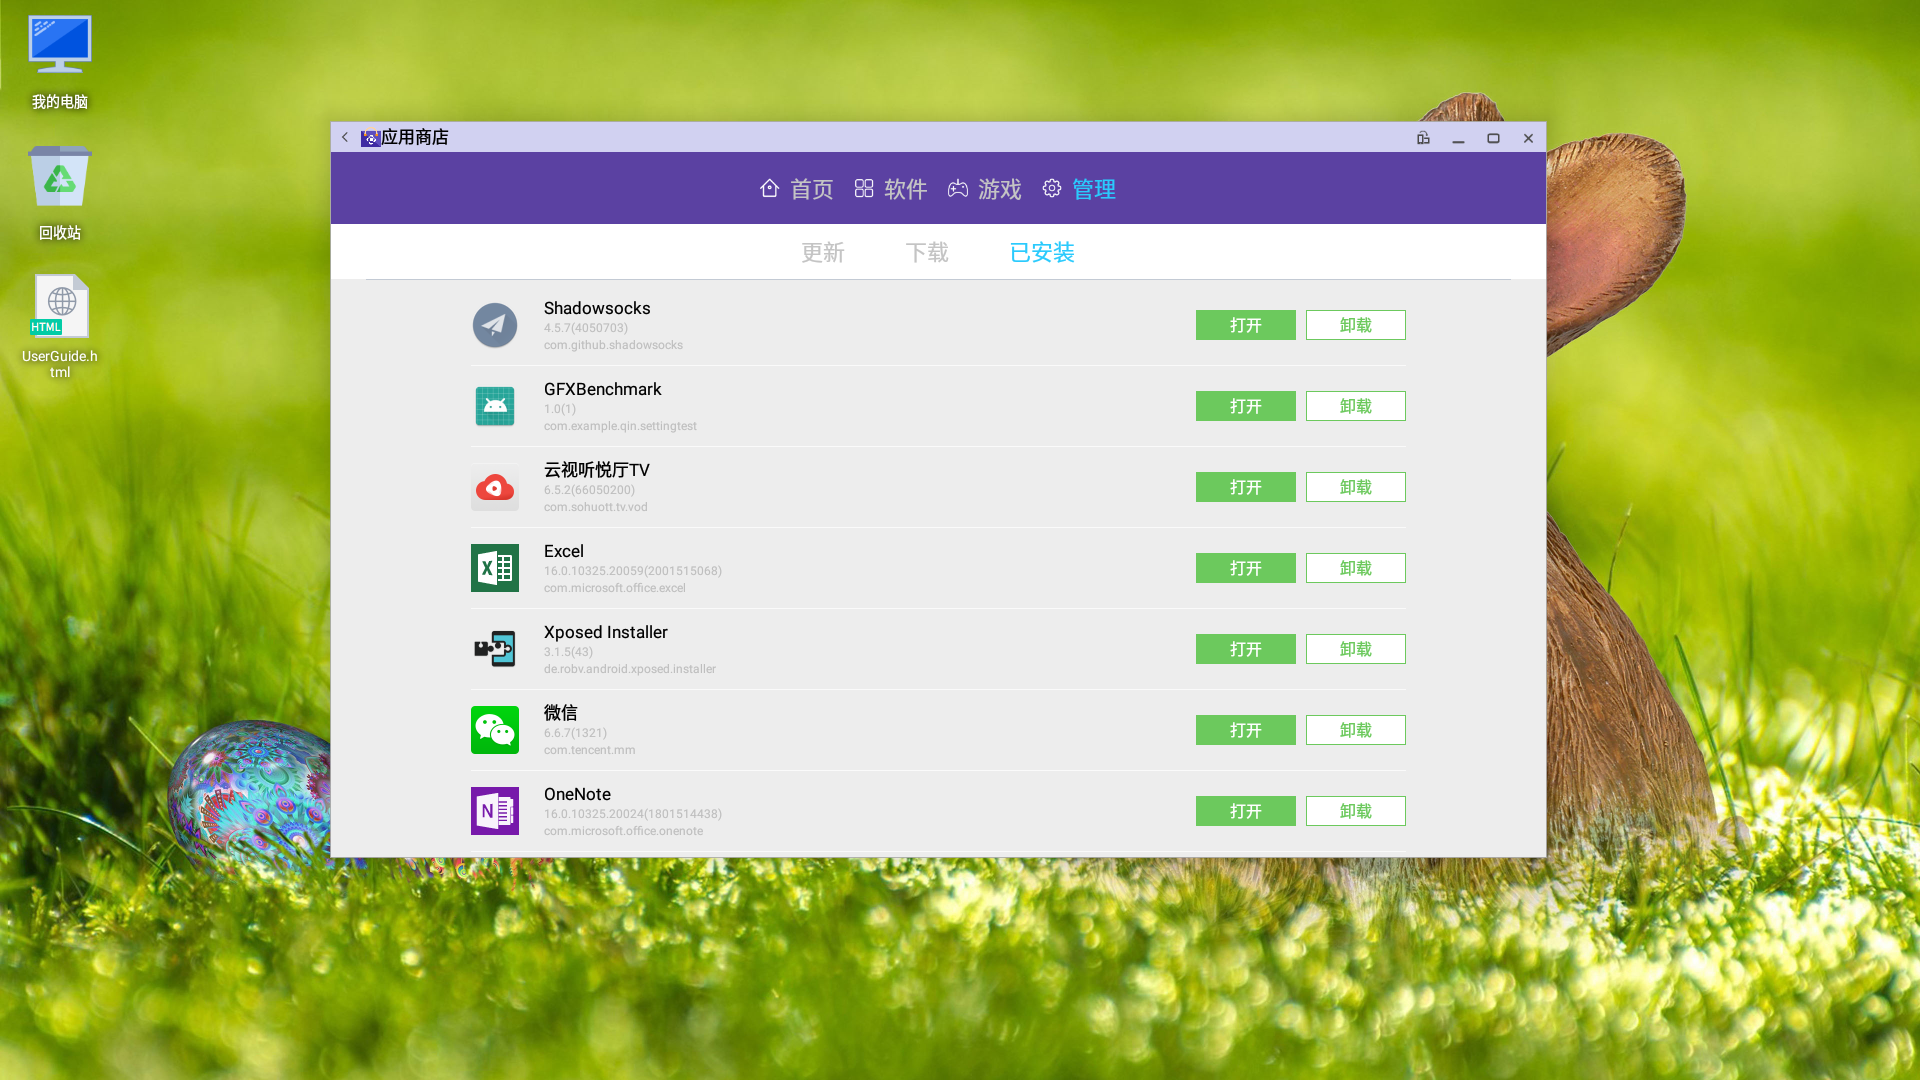 我的电脑
回收站
HTML
UserGuide.h
tml
应用商店
首页 软件 游戏 管理
更新 下载 已安装
Shadowsocks
4.5.7(4050703)
com.github.shadowsocks
打开 卸载
GFXBenchmark
1.0(1)
com.example.qin.settingtest
打开 卸载
云视听悦厅TV
6.5.2(66050200)
com.sohuott.tv.vod
打开 卸载
Excel
16.0.10325.20059(2001515068)
com.microsoft.office.excel
打开 卸载
Xposed Installer
3.1.5(43)
de.robv.android.xposed.installer
打开 卸载
微信
6.6.7(1321)
com.tencent.mm
打开 卸载
OneNote
16.0.10325.20024(1801514438)
com.microsoft.office.onenote
打开 卸载